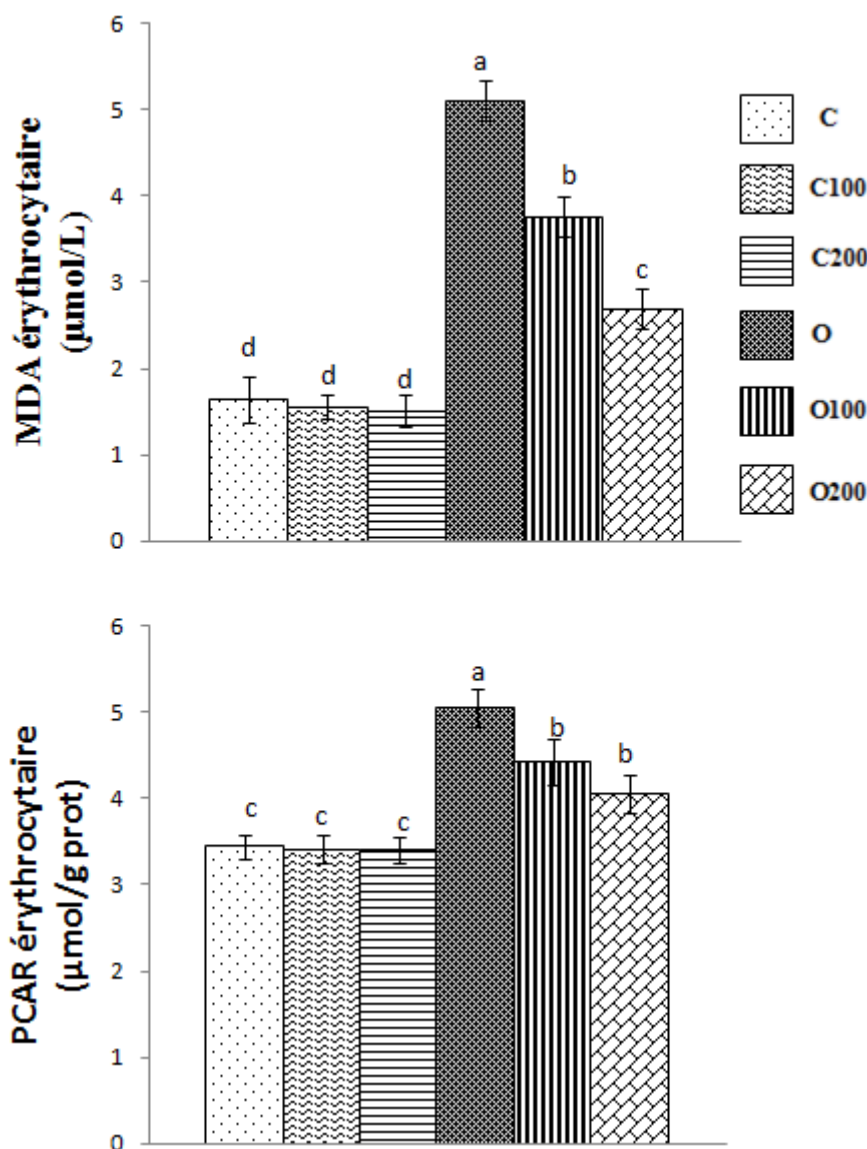 MDA érythrocytaire
(µmol/L)
6
5
4
3
2
1
0
d
d
d
a
b
c
C
C100
C200
O
O100
O200
PCAR érythrocytaire
(µmol/g prot)
6
5
4
3
2
1
0
c
c
c
a
b
b